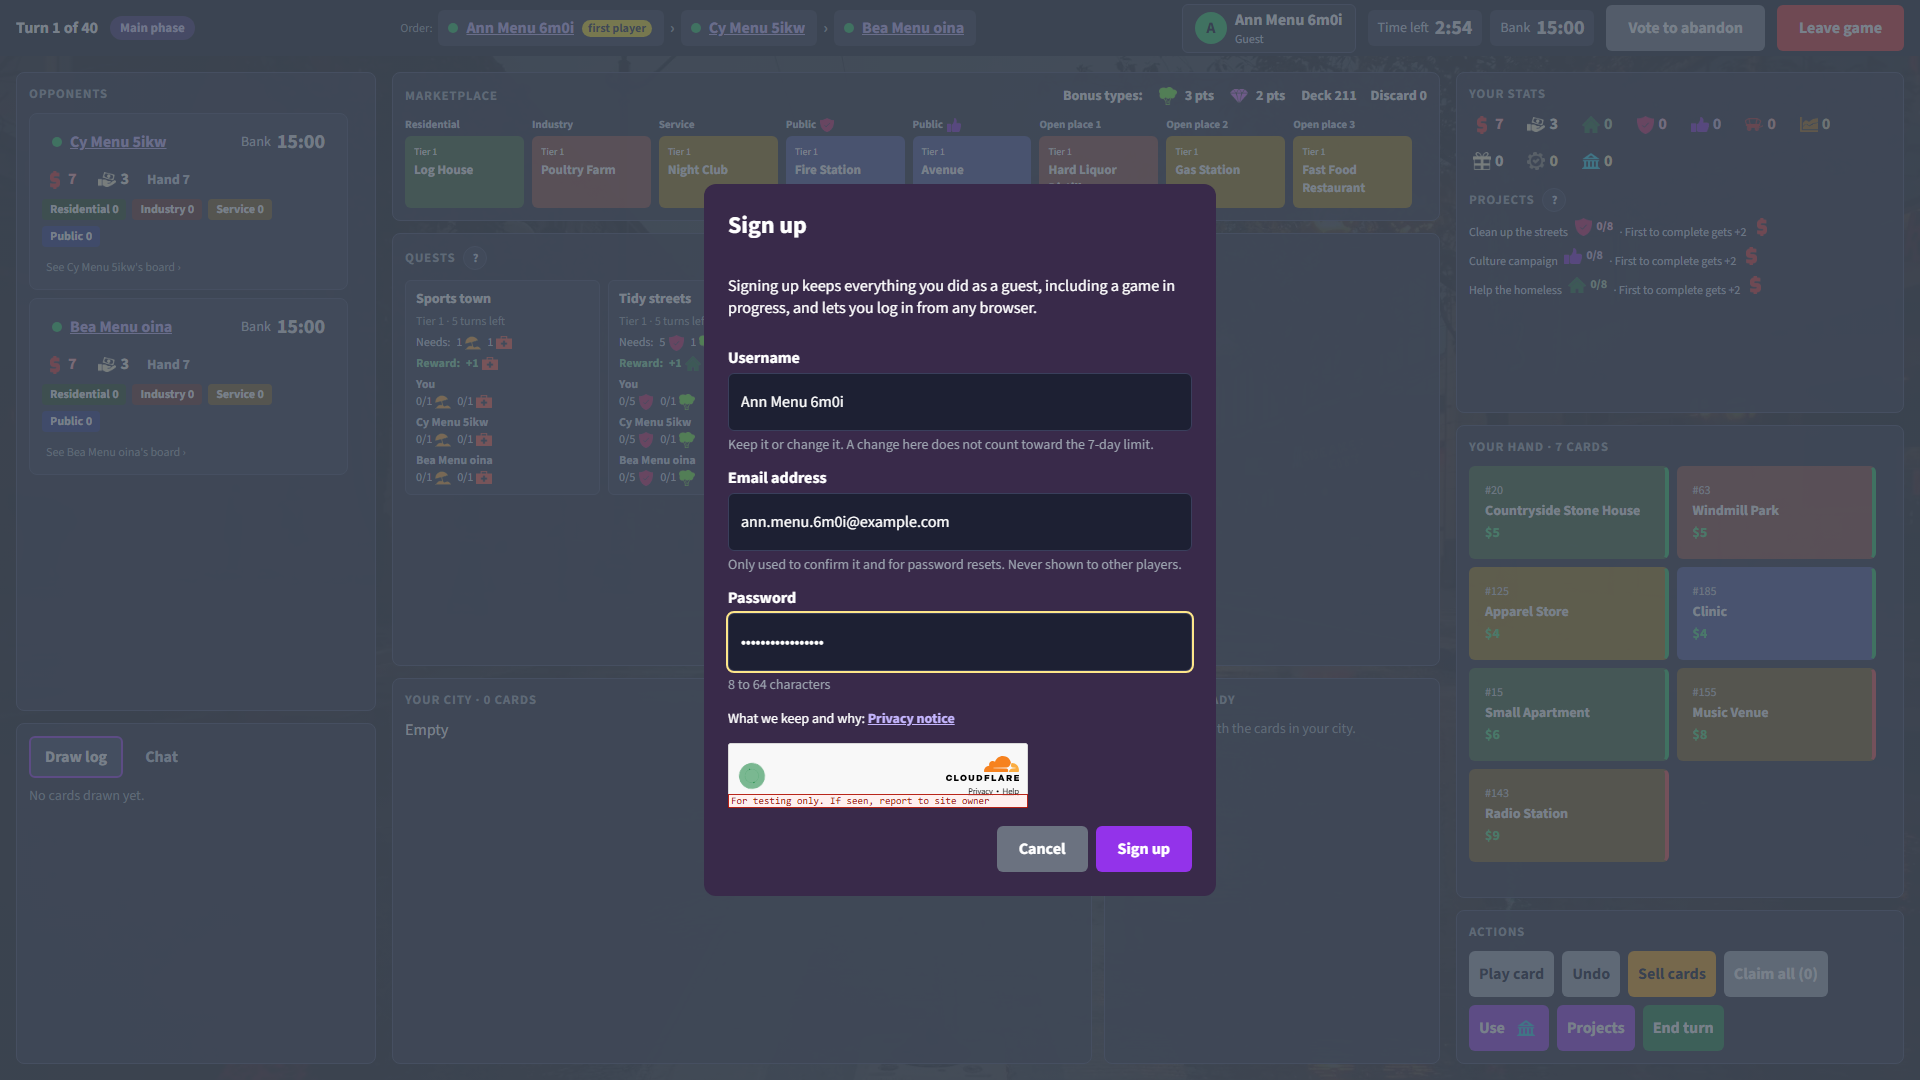 Turn 1 of 40
Main phase
Order:
Ann Menu 6m0i
first player
›
Cy Menu 5ikw
›
Bea Menu oina
A
Ann Menu 6m0i
Guest
Time left 2:54
Bank 15:00
Vote to abandon
Leave game
OPPONENTS
Cy Menu 5ikw
Bank 15:00
7 3 Hand 7
Residential 0 Industry 0 Service 0
Public 0
See Cy Menu 5ikw's board ›
Bea Menu oina
Bank 15:00
7 3 Hand 7
Residential 0 Industry 0 Service 0
Public 0
See Bea Menu oina's board ›
Draw log
Chat
No cards drawn yet.
MARKETPLACE
Bonus types: 3 pts 2 pts Deck 211 Discard 0
Residential
Tier 1
Log House
Industry
Tier 1
Poultry Farm
Service
Tier 1
Night Club
Public
Tier 1
Fire Station
Public
Tier 1
Avenue
Open place 1
Tier 1
Hard Liquor
Open place 2
Tier 1
Gas Station
Open place 3
Tier 1
Fast Food
Restaurant
QUESTS ?
Sports town
Tier 1 · 5 turns left
Needs: 1 1
Reward: +1
You
0/1 0/1
Cy Menu 5ikw
0/1 0/1
Bea Menu oina
0/1 0/1
Tidy streets
Tier 1 · 5 turns lef
Needs: 5 1
Reward: +1
You
0/5 0/1
Cy Menu 5ikw
0/5 0/1
Bea Menu oina
0/5 0/1
YOUR CITY · 0 CARDS
Empty
ADY
th the cards in your city.
Sign up
Signing up keeps everything you did as a guest, including a game in
progress, and lets you log in from any browser.
Username
Ann Menu 6m0i
Keep it or change it. A change here does not count toward the 7-day limit.
Email address
ann.menu.6m0i@example.com
Only used to confirm it and for password resets. Never shown to other players.
Password
•••••••••••••••••
8 to 64 characters
What we keep and why: Privacy notice
CLOUDFLARE
Privacy • Help
For testing only. If seen, report to site owner
Cancel
Sign up
YOUR STATS
7 3 0 0 0 0 0
0 0 0
PROJECTS ?
Clean up the streets 0/8 · First to complete gets +2
Culture campaign 0/8 · First to complete gets +2
Help the homeless 0/8 · First to complete gets +2
YOUR HAND · 7 CARDS
#20
Countryside Stone House
$5
#63
Windmill Park
$5
#125
Apparel Store
$4
#185
Clinic
$4
#15
Small Apartment
$6
#155
Music Venue
$8
#143
Radio Station
$9
ACTIONS
Play card
Undo
Sell cards
Claim all (0)
Use
Projects
End turn